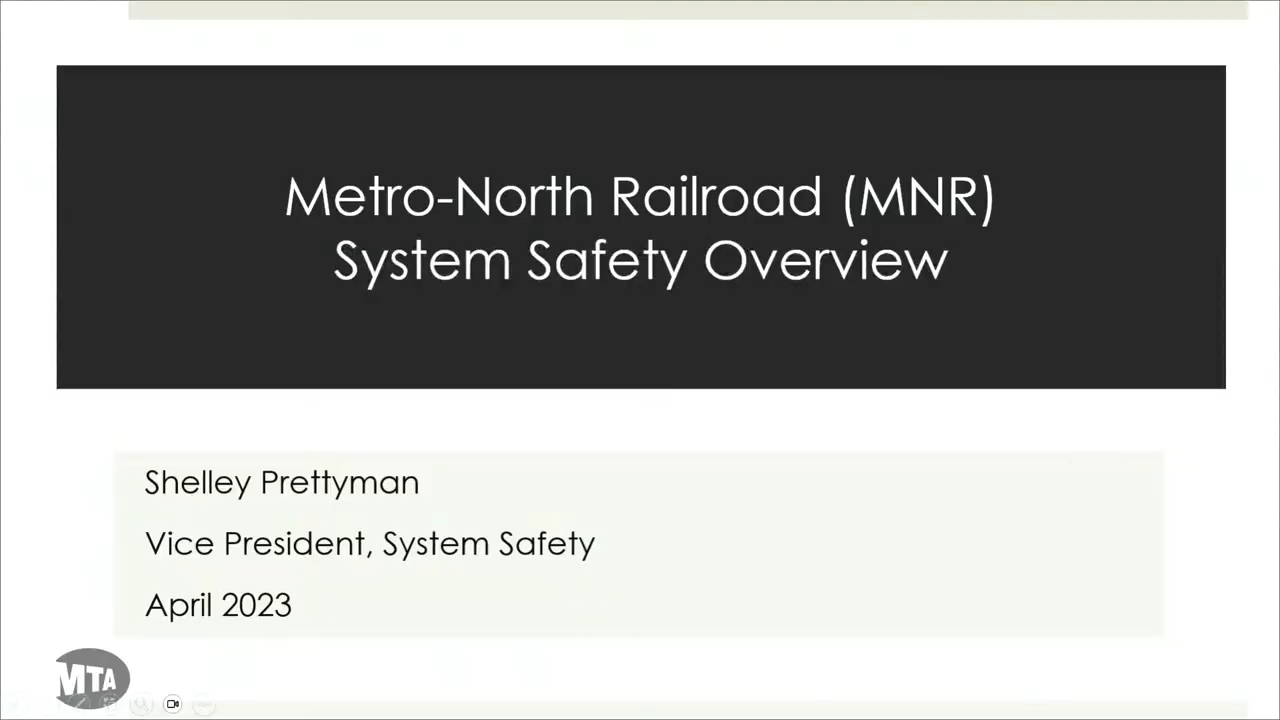 Metro-North Railroad (MNR)
System Safety Overview
Shelley Prettyman
Vice President, System Safety
April 2023
MTA